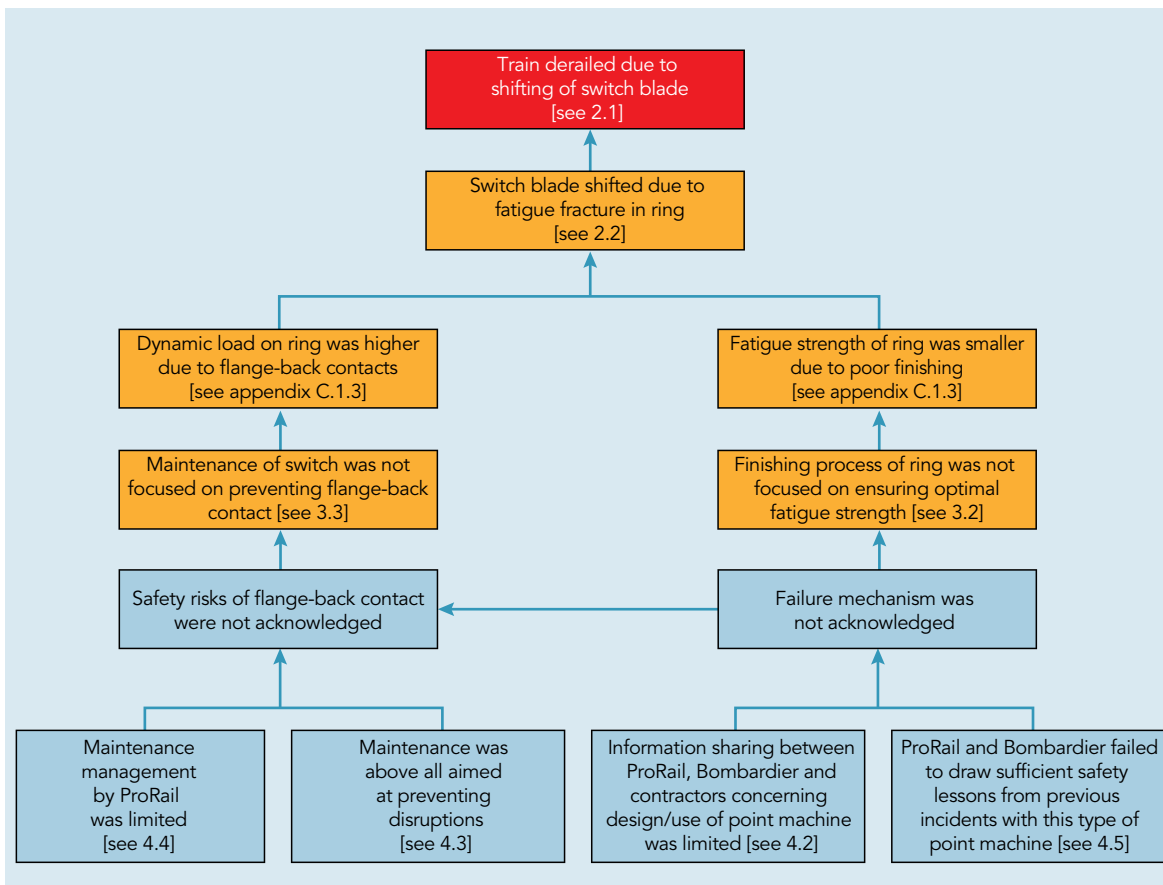 Train derailed due to
shifting of switch blade
[see 2.1]
Switch blade shifted due to
fatigue fracture in ring
[see 2.2]
Dynamic load on ring was higher
due to flange-back contacts
[see appendix C.1.3]
Fatigue strength of ring was smaller
due to poor finishing
[see appendix C.1.3]
Maintenance of switch was not
focused on preventing flange-back
contact [see 3.3]
Finishing process of ring was not
focused on ensuring optimal
fatigue strength [see 3.2]
Safety risks of flange-back contact
were not acknowledged
Failure mechanism was
not acknowledged
Maintenance
management
by ProRail
was limited
[see 4.4]
Maintenance was
above all aimed
at preventing
disruptions
[see 4.3]
Information sharing between
ProRail, Bombardier and
contractors concerning
design/use of point machine
was limited [see 4.2]
ProRail and Bombardier failed
to draw sufficient safety
lessons from previous
incidents with this type of
point machine [see 4.5]